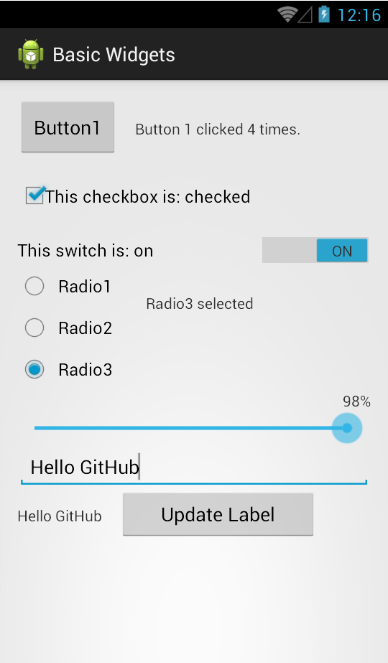 12:16
Basic Widgets
Button1 Button 1 clicked 4 times.
This checkbox is: checked
This switch is: on ON
Radio1
Radio3 selected
Radio2
Radio3
98%
Hello GitHub
Hello GitHub Update Label